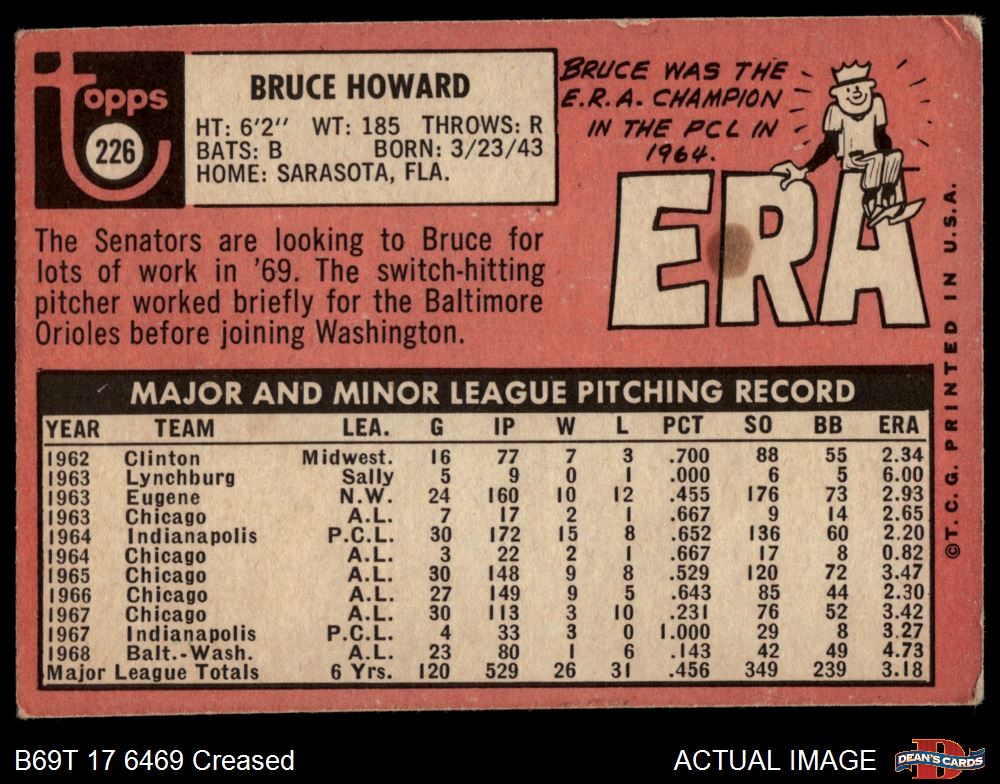 Topps
226
BRUCE HOWARD
HT: 6'2" WT: 185 THROWS: R
BATS: B BORN: 3/23/43
HOME: SARASOTA, FLA.
BRUCE WAS THE
E.R.A. CHAMPION
IN THE PCL IN
1964.
ERA
The Senators are looking to Bruce for
lots of work in '69. The switch-hitting
pitcher worked briefly for the Baltimore
Orioles before joining Washington.
MAJOR AND MINOR LEAGUE PITCHING RECORD
YEAR TEAM LEA. G IP W L PCT SO BB ERA
1962 Clinton Midwest. 16 77 7 3 .700 88 55 2.34
1963 Lynchburg Sally 5 9 0 1 .000 6 5 6.00
1963 Eugene N.W. 24 160 10 12 .455 176 73 2.93
1963 Chicago A.L. 7 17 2 1 .667 9 14 2.65
1964 Indianapolis P.C.L. 30 172 15 8 .652 136 60 2.20
1964 Chicago A.L. 3 22 2 1 .667 17 8 0.82
1965 Chicago A.L. 30 148 9 8 .529 120 72 3.47
1966 Chicago A.L. 27 149 9 5 .643 85 44 2.30
1967 Chicago A.L. 30 113 3 10 .231 76 52 3.42
1967 Indianapolis P.C.L. 4 33 3 0 1.000 29 8 3.27
1968 Balt.-Wash. A.L. 23 80 1 6 .143 42 49 4.73
Major League Totals 6 Yrs. 120 529 26 31 .456 349 239 3.18
©T.C.G. PRINTED IN U.S.A.
B69T 17 6469 Creased
ACTUAL IMAGE
D
DEAN'S CARDS